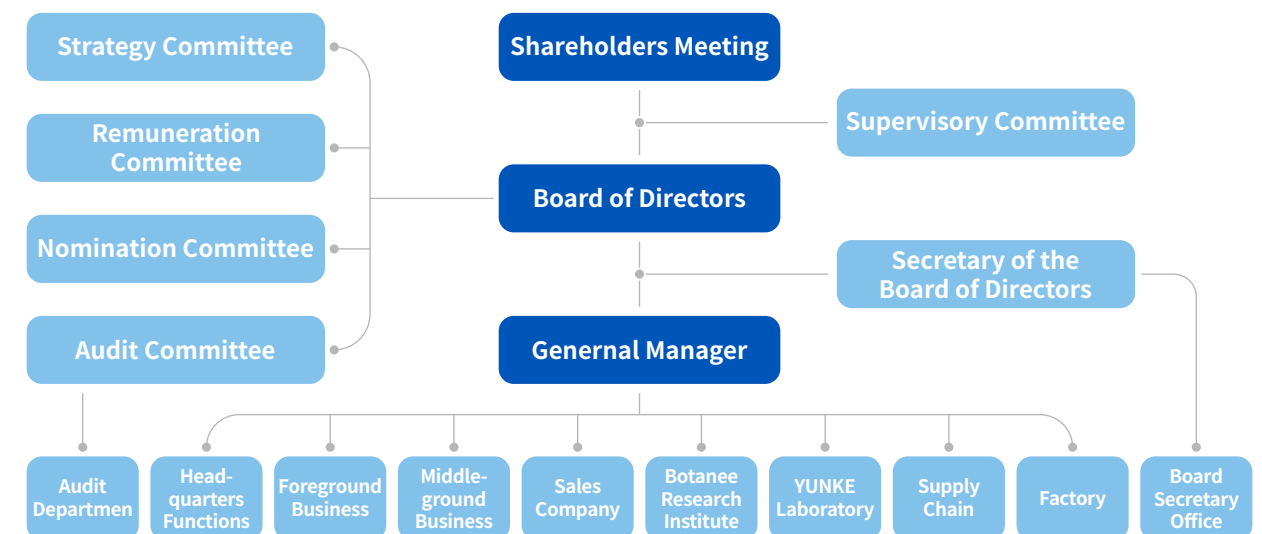 Strategy Committee
Shareholders Meeting
Supervisory Committee
Remuneration
Committee
Board of Directors
Nomination Committee
Secretary of the
Board of Directors
Audit Committee
Genernal Manager
Audit
Departmen
Head-
quarters
Functions
Foreground
Business
Middle-
ground
Business
Sales
Company
Botanee
Research
Institute
YUNKE
Laboratory
Supply
Chain
Factory
Board
Secretary
Office